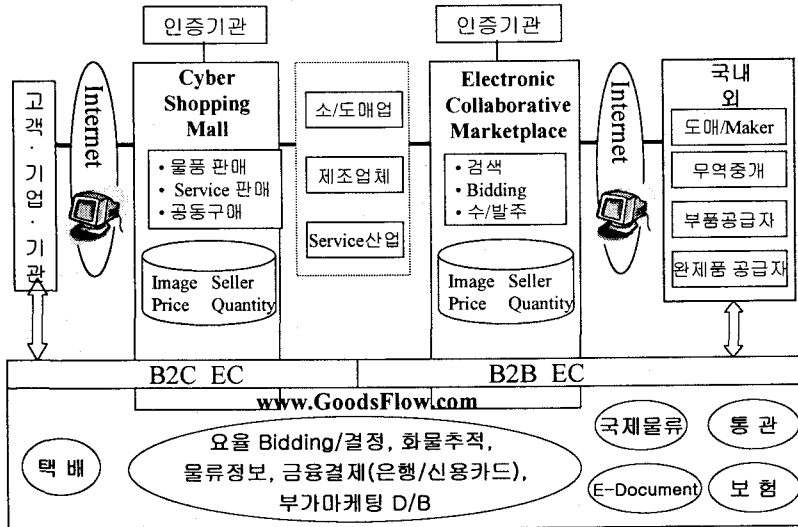 인증기관
인증기관
고객·기업·기관
Internet
Cyber
Shopping
Mall
• 물품 판매
• Service 판매
• 공동구매
Image Seller
Price Quantity
소/도매업
제조업체
Service산업
Electronic
Collaborative
Marketplace
• 검색
• Bidding
• 수/발주
Image Seller
Price Quantity
Internet
국내
외
도매/Maker
무역중개
부품공급자
완제품 공급자
B2C EC
B2B EC
www.GoodsFlow.com
택 배
요율 Bidding/결정, 화물추적,
물류정보, 금융결제(은행/신용카드),
부가마케팅 D/B
국제물류
통 관
E-Document
보 험